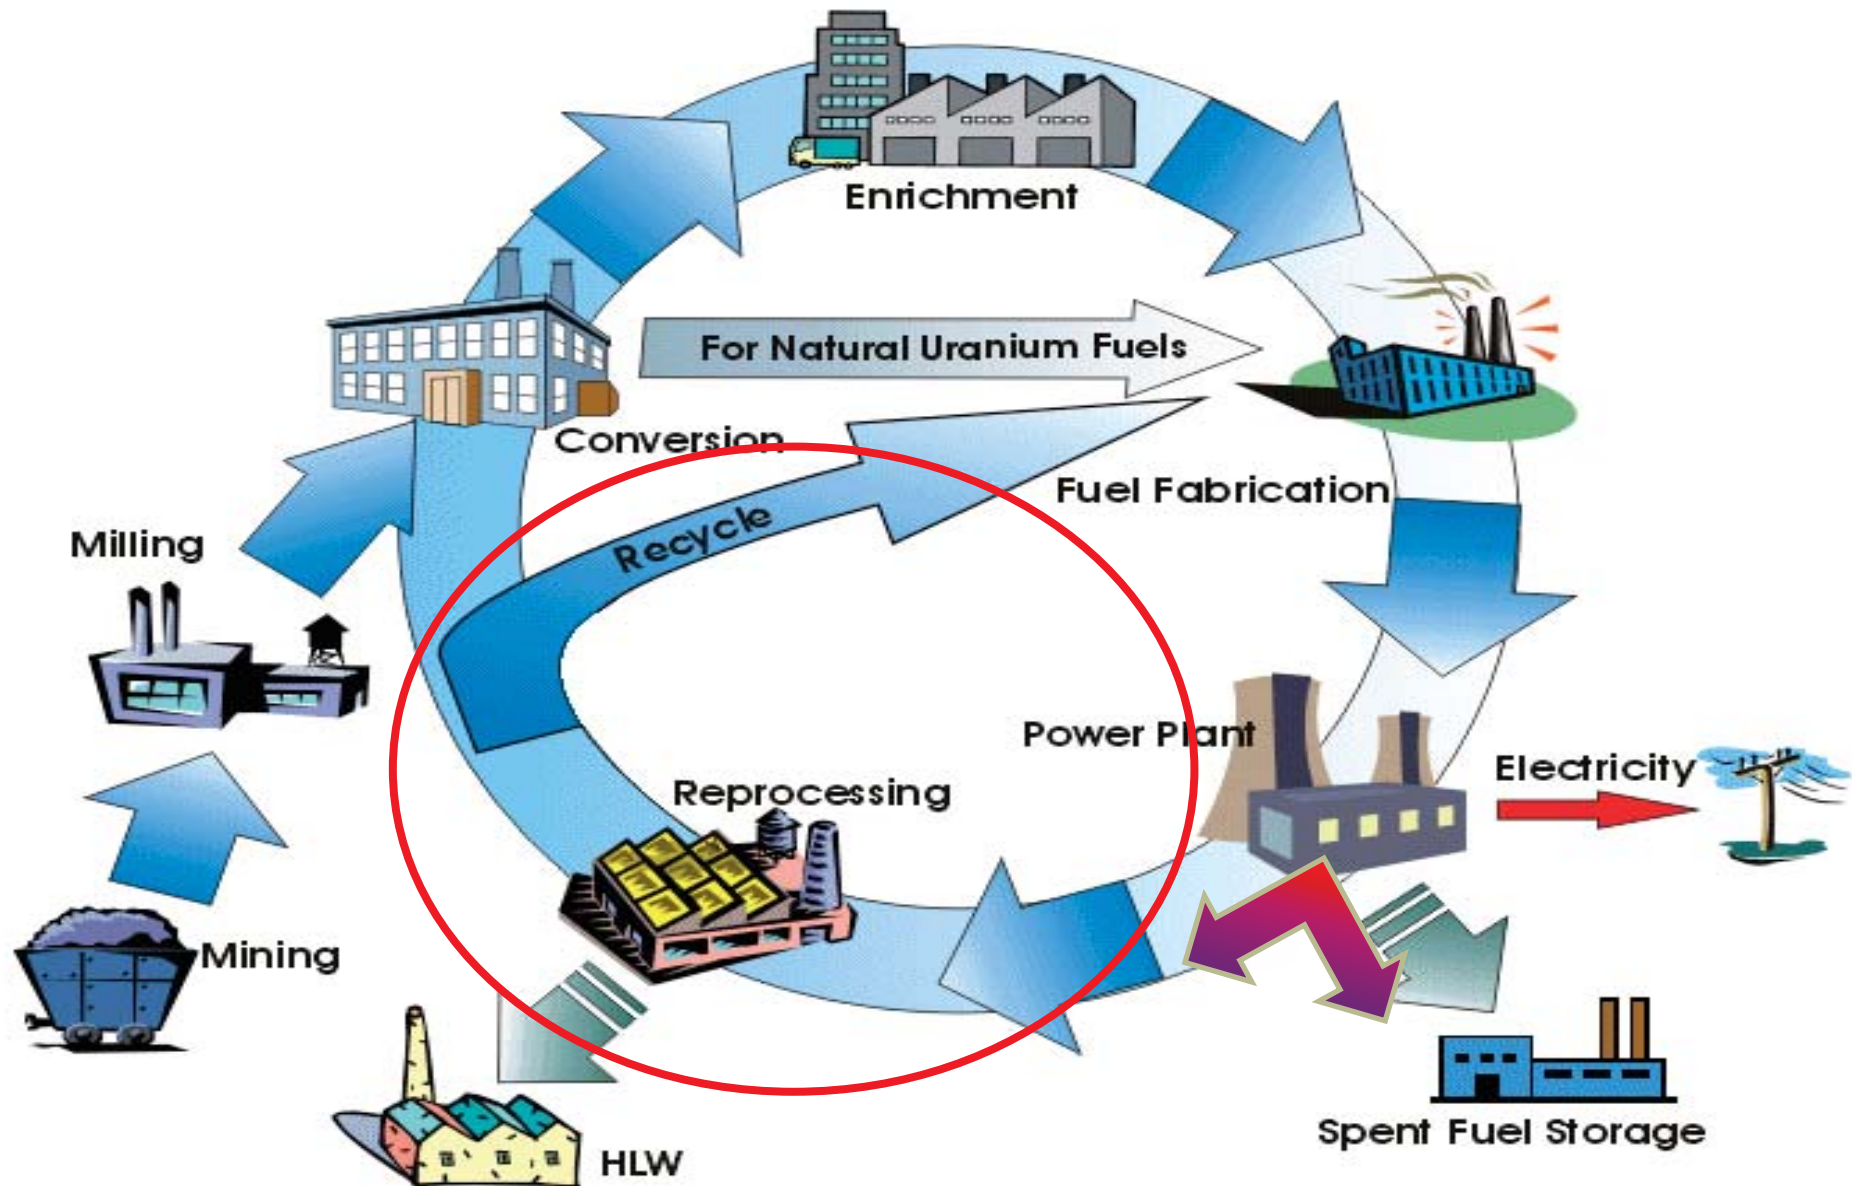 Enrichment
For Natural Uranium Fuels
Conversion
Fuel Fabrication
Recycle
Milling
Power Plant
Electricity
Reprocessing
Mining
Spent Fuel Storage
HLW